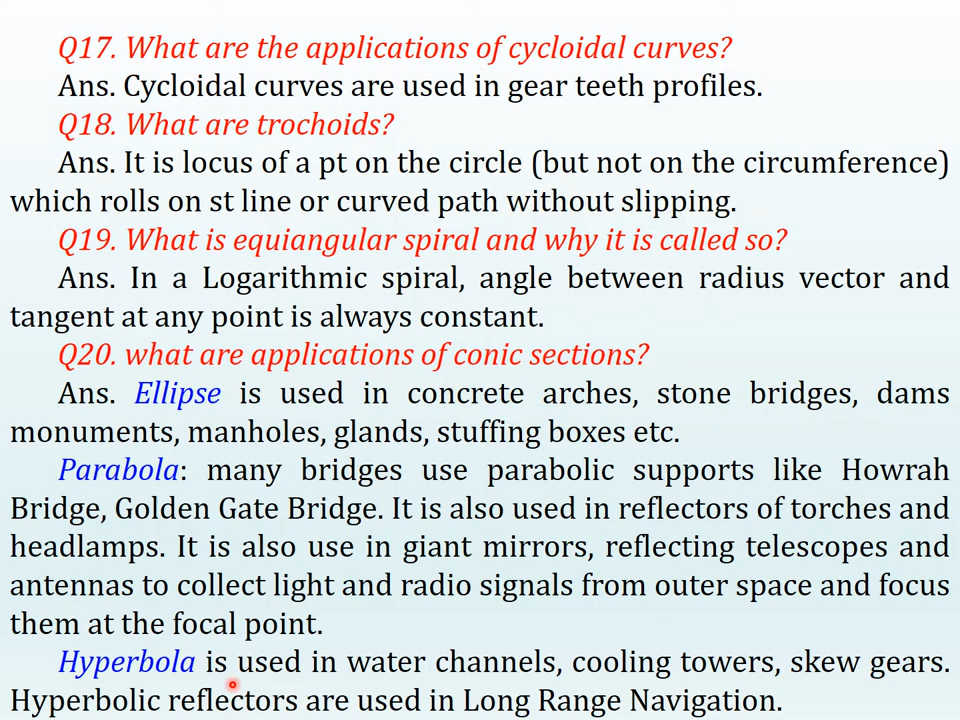 Q17. What are the applications of cycloidal curves?
Ans. Cycloidal curves are used in gear teeth profiles.
Q18. What are trochoids?
Ans. It is locus of a pt on the circle (but not on the circumference)
which rolls on st line or curved path without slipping.
Q19. What is equiangular spiral and why it is called so?
Ans. In a Logarithmic spiral, angle between radius vector and
tangent at any point is always constant.
Q20. what are applications of conic sections?
Ans. Ellipse is used in concrete arches, stone bridges, dams
monuments, manholes, glands, stuffing boxes etc.
Parabola: many bridges use parabolic supports like Howrah
Bridge, Golden Gate Bridge. It is also used in reflectors of torches and
headlamps. It is also use in giant mirrors, reflecting telescopes and
antennas to collect light and radio signals from outer space and focus
them at the focal point.
Hyperbola is used in water channels, cooling towers, skew gears.
Hyperbolic reflectors are used in Long Range Navigation.